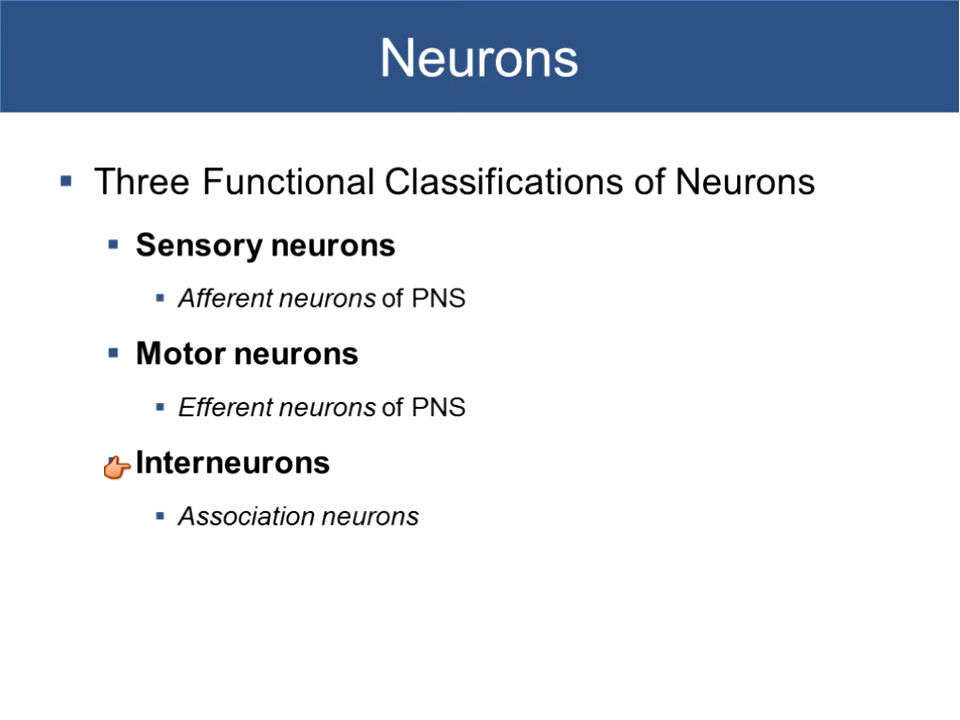 Neurons
Three Functional Classifications of Neurons
Sensory neurons
Afferent neurons of PNS
Motor neurons
Efferent neurons of PNS
Interneurons
Association neurons